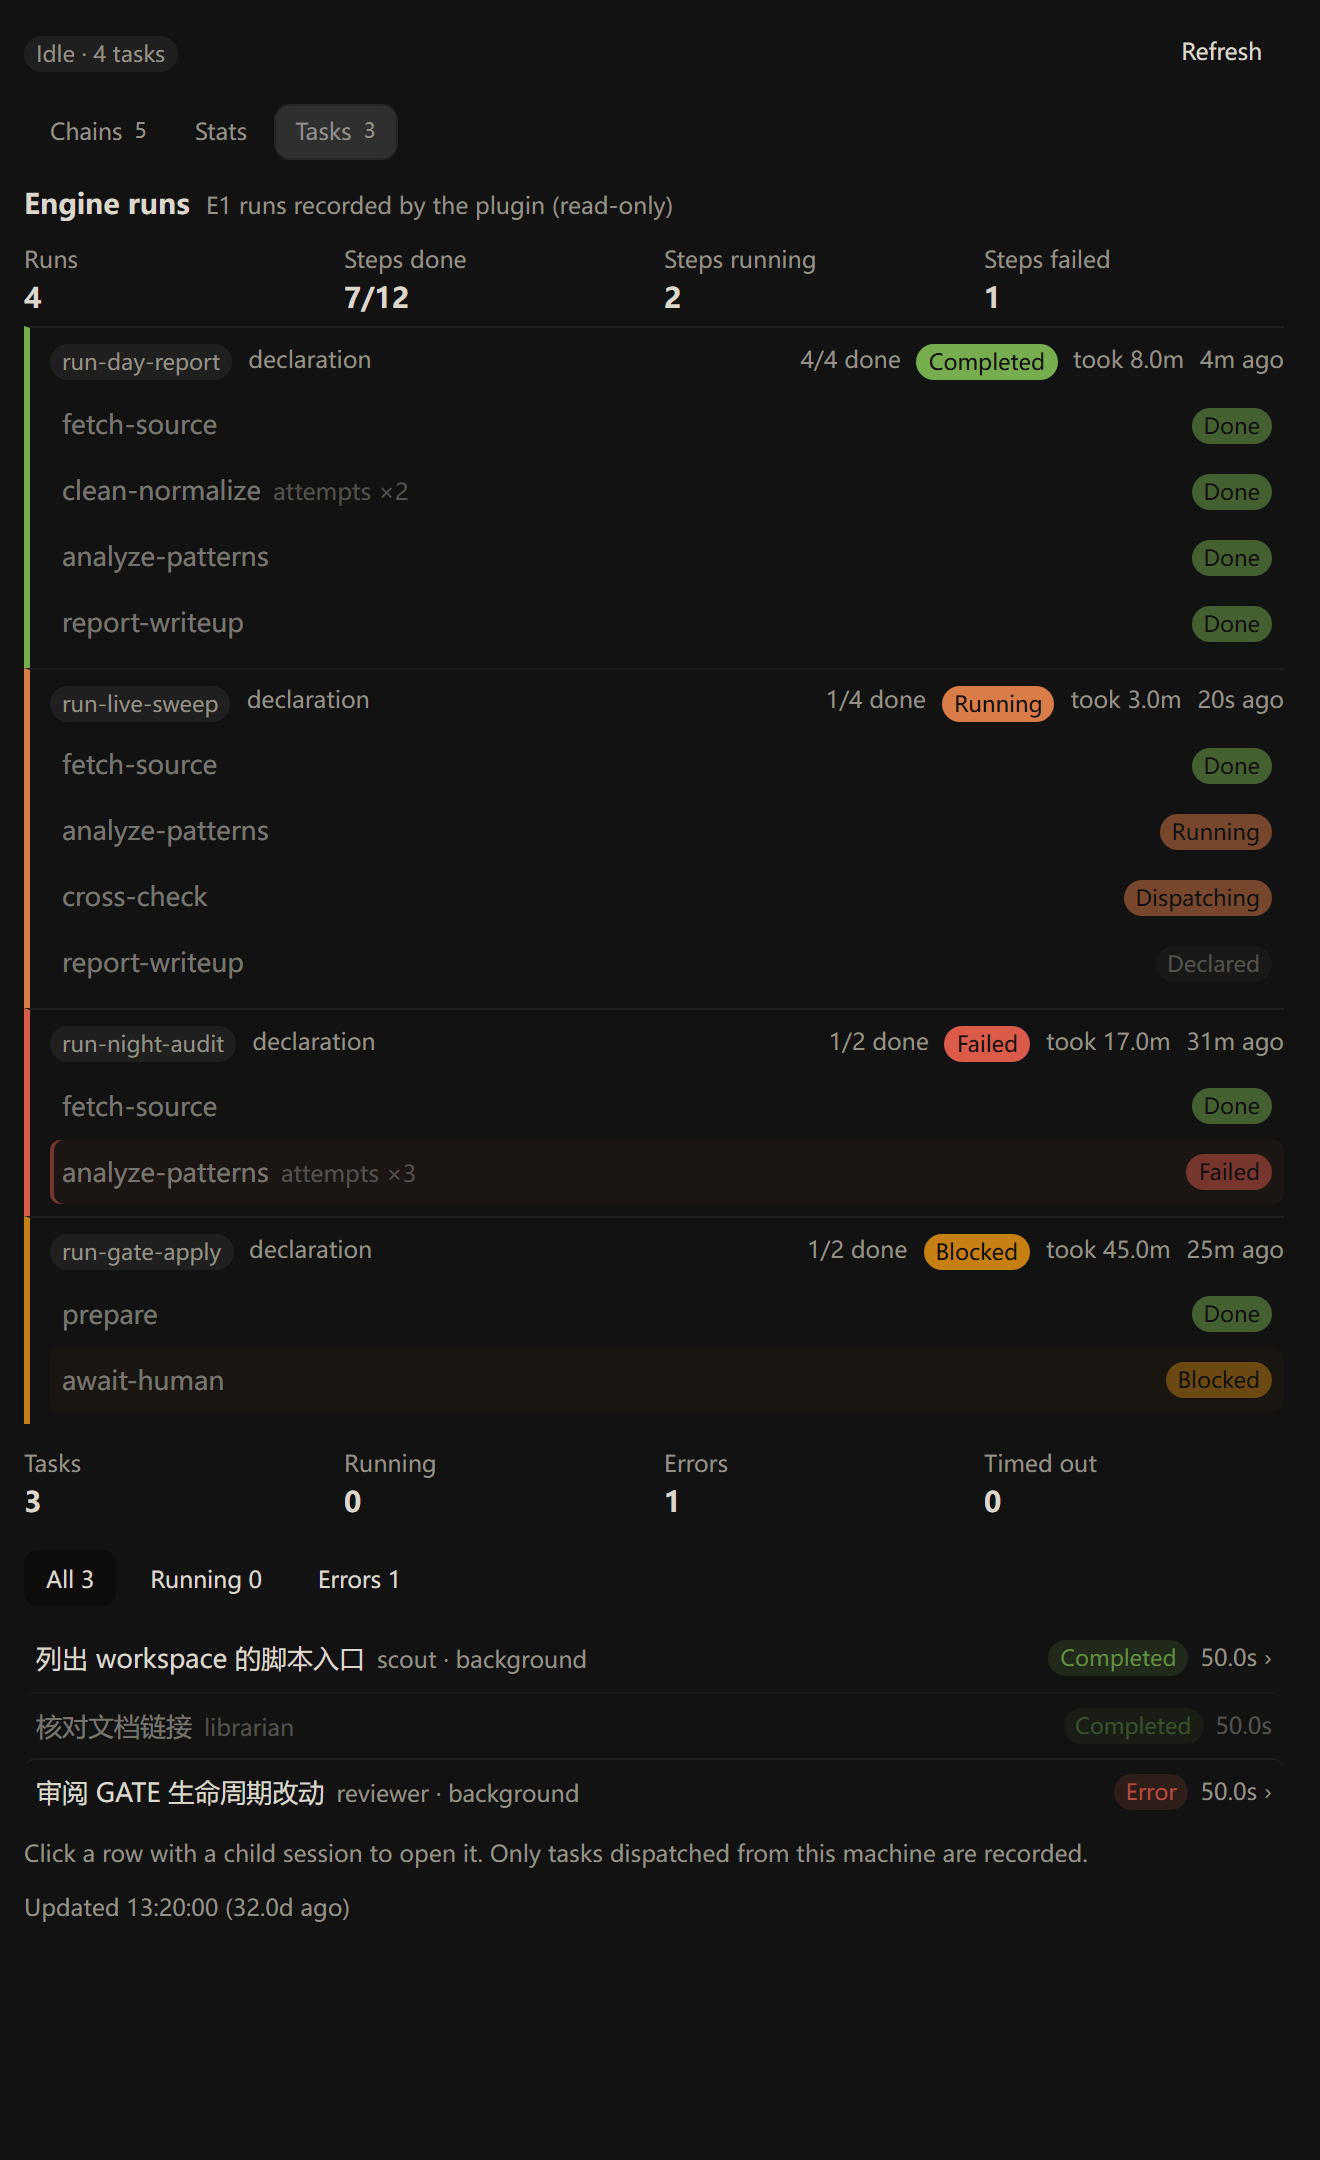 Idle · 4 tasks
Refresh
Chains 5 Stats Tasks 3
Engine runs E1 runs recorded by the plugin (read-only)
Runs Steps done Steps running Steps failed
4 7/12 2 1
run-day-report declaration 4/4 done Completed took 8.0m 4m ago
fetch-source Done
clean-normalize attempts ×2 Done
analyze-patterns Done
report-writeup Done
run-live-sweep declaration 1/4 done Running took 3.0m 20s ago
fetch-source Done
analyze-patterns Running
cross-check Dispatching
report-writeup Declared
run-night-audit declaration 1/2 done Failed took 17.0m 31m ago
fetch-source Done
analyze-patterns attempts ×3 Failed
run-gate-apply declaration 1/2 done Blocked took 45.0m 25m ago
prepare Done
await-human Blocked
Tasks Running Errors Timed out
3 0 1 0
All 3 Running 0 Errors 1
列出 workspace 的脚本入口 scout · background Completed 50.0s ›
核对文档链接 librarian Completed 50.0s
审阅 GATE 生命周期改动 reviewer · background Error 50.0s ›
Click a row with a child session to open it. Only tasks dispatched from this machine are recorded.
Updated 13:20:00 (32.0d ago)